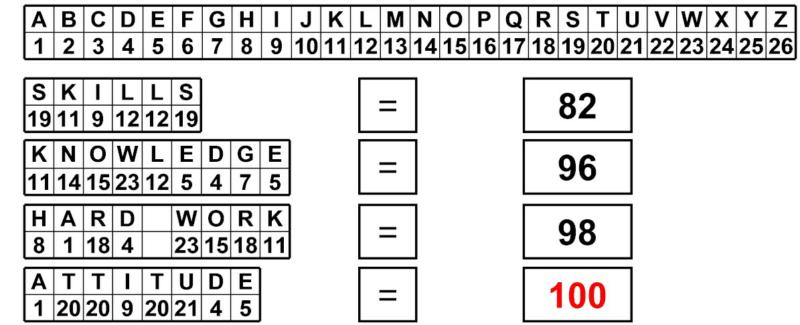 A B C D E F G H I J K L M N O P Q R S T U V W X Y Z
1 2 3 4 5 6 7 8 9 10 11 12 13 14 15 16 17 18 19 20 21 22 23 24 25 26
S K I L L S
19 11 9 12 12 19 = 82
K N O W L E D G E
11 14 15 23 12 5 4 7 5 = 96
H A R D W O R K
8 1 18 4 23 15 18 11 = 98
A T T I T U D E
1 20 20 9 20 21 4 5 = 100